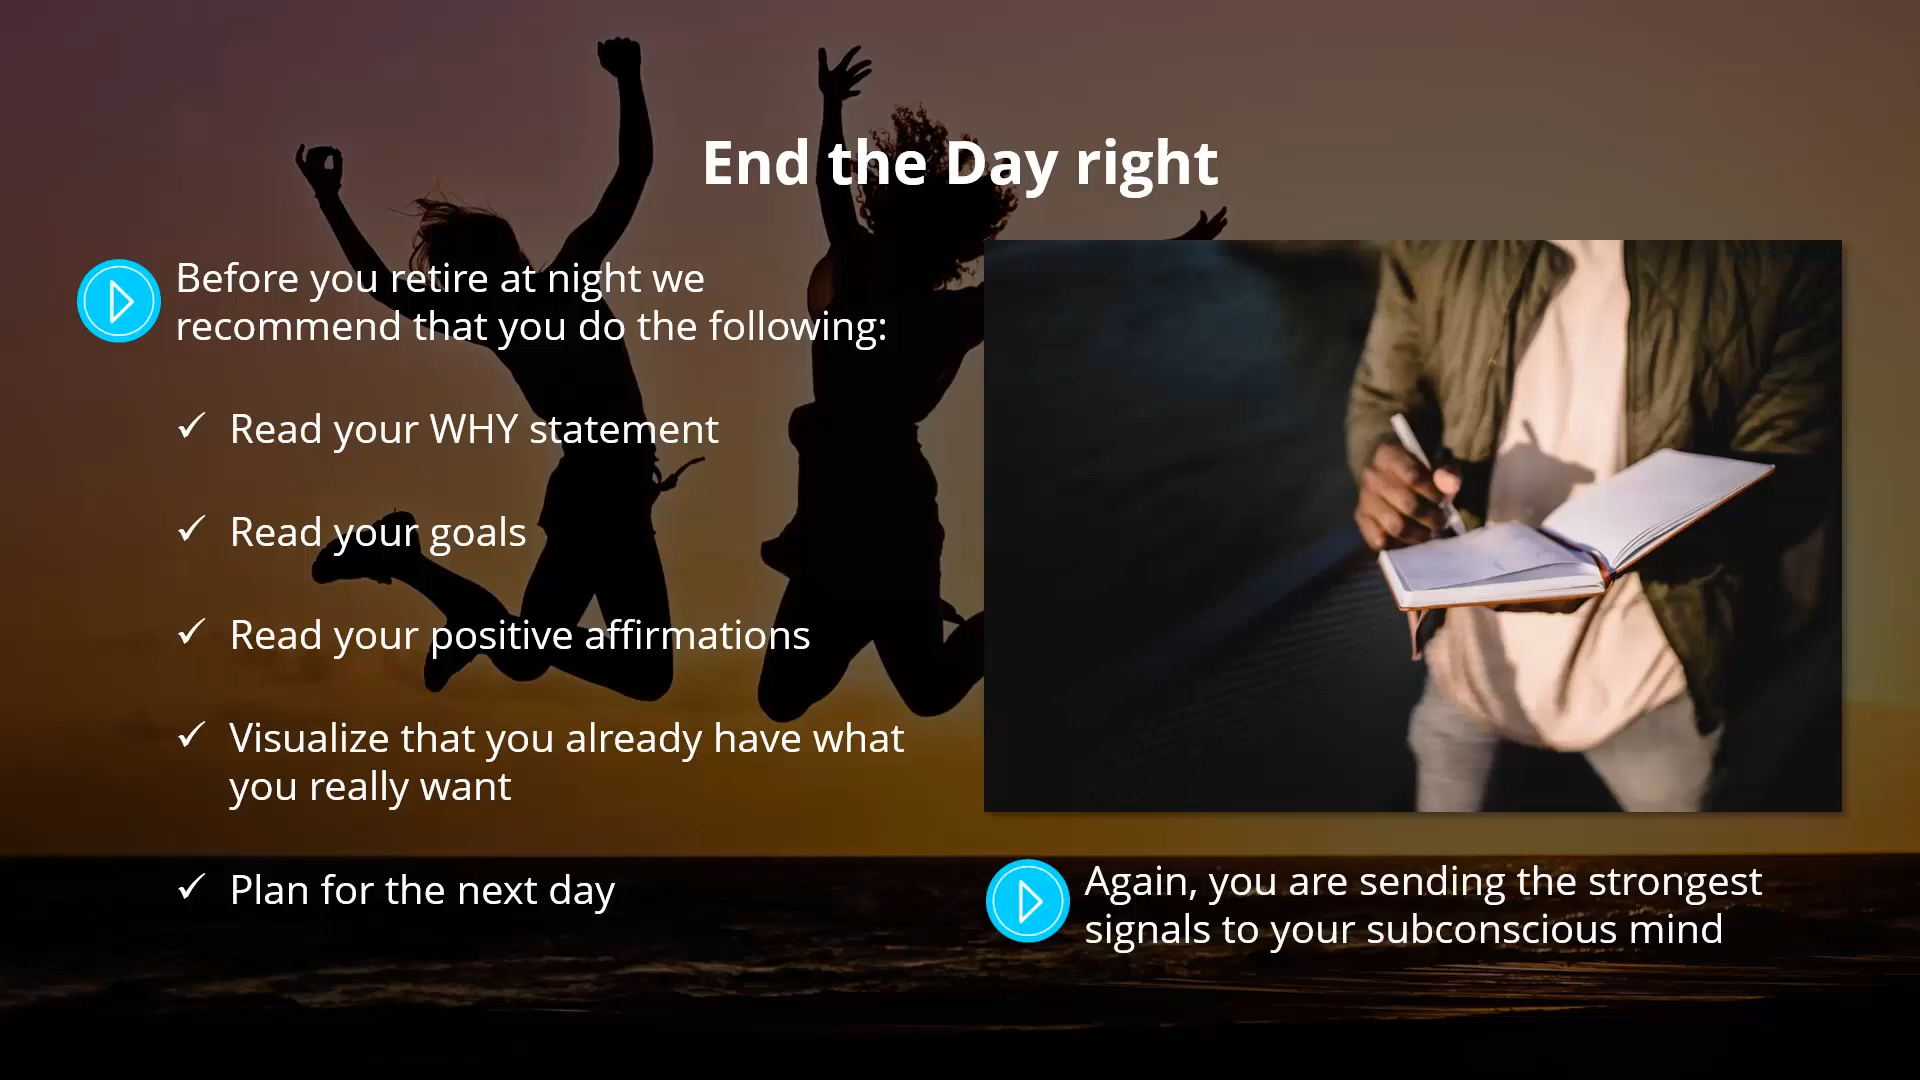 End the Day right
Before you retire at night we
recommend that you do the following:
✓ Read your WHY statement
✓ Read your goals
✓ Read your positive affirmations
✓ Visualize that you already have what
you really want
✓ Plan for the next day
Again, you are sending the strongest
signals to your subconscious mind